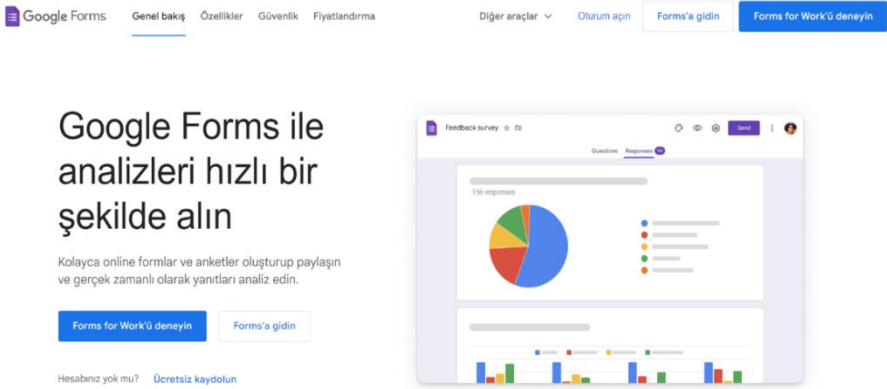 Google Forms
Genel bakış Özellikler Güvenlik Fiyatlandırma Diğer araçlar Oturum açın Forms'a gidin Forms for Work'ü deneyin
Google Forms ile
analizleri hızlı bir
şekilde alın
Kolayca online formlar ve anketler oluşturup paylaşın
ve gerçek zamanlı olarak yanıtları analiz edin.
Forms for Work'ü deneyin Forms'a gidin
Hesabınız yok mu? Ücretsiz kaydolun
Feedback survey Send
Questions Responses
156 responses